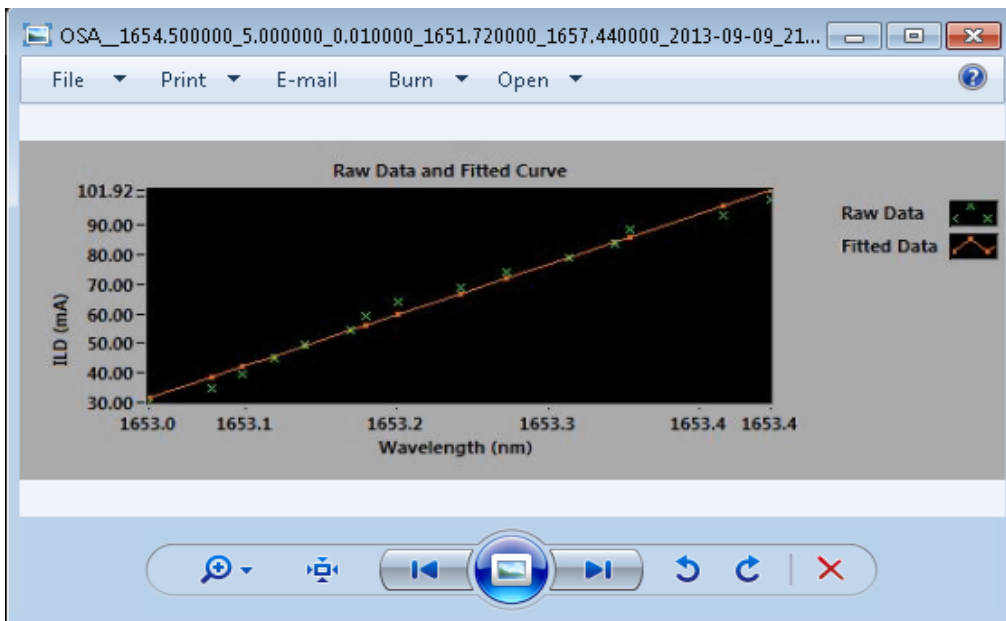 OSA__1654.500000_5.000000_0.010000_1651.720000_1657.440000_2013-09-09_21...
File Print E-mail Burn Open
Raw Data and Fitted Curve
101.92
90.00
80.00
70.00
60.00
50.00
40.00
30.00
ILD (mA)
1653.0 1653.1 1653.2 1653.3 1653.4 1653.4
Wavelength (nm)
Raw Data
Fitted Data